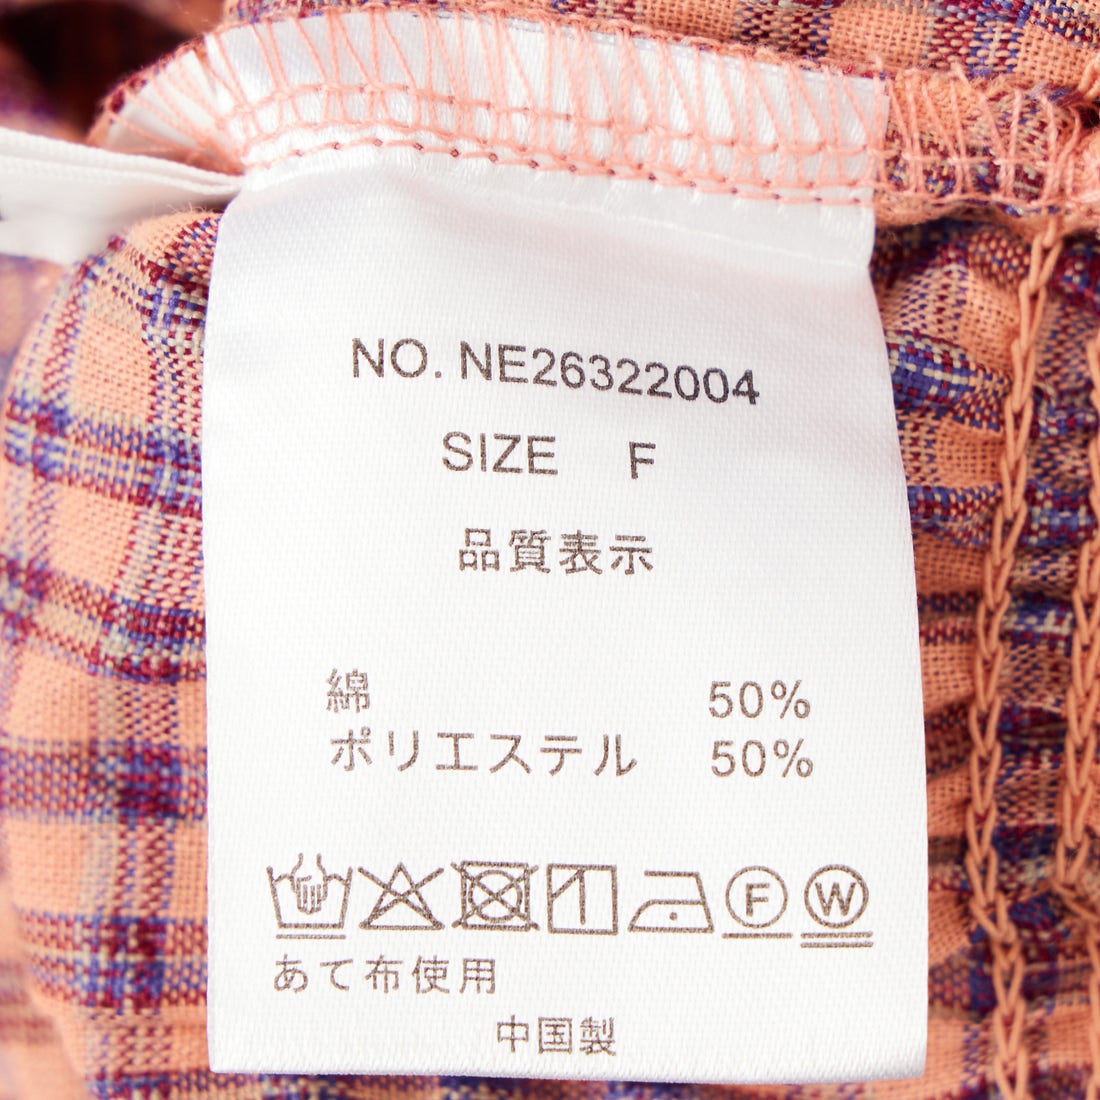 NO. NE26322004
SIZE F
品質表示
綿 50%
ポリエステル 50%
F W
あて布使用
中国製